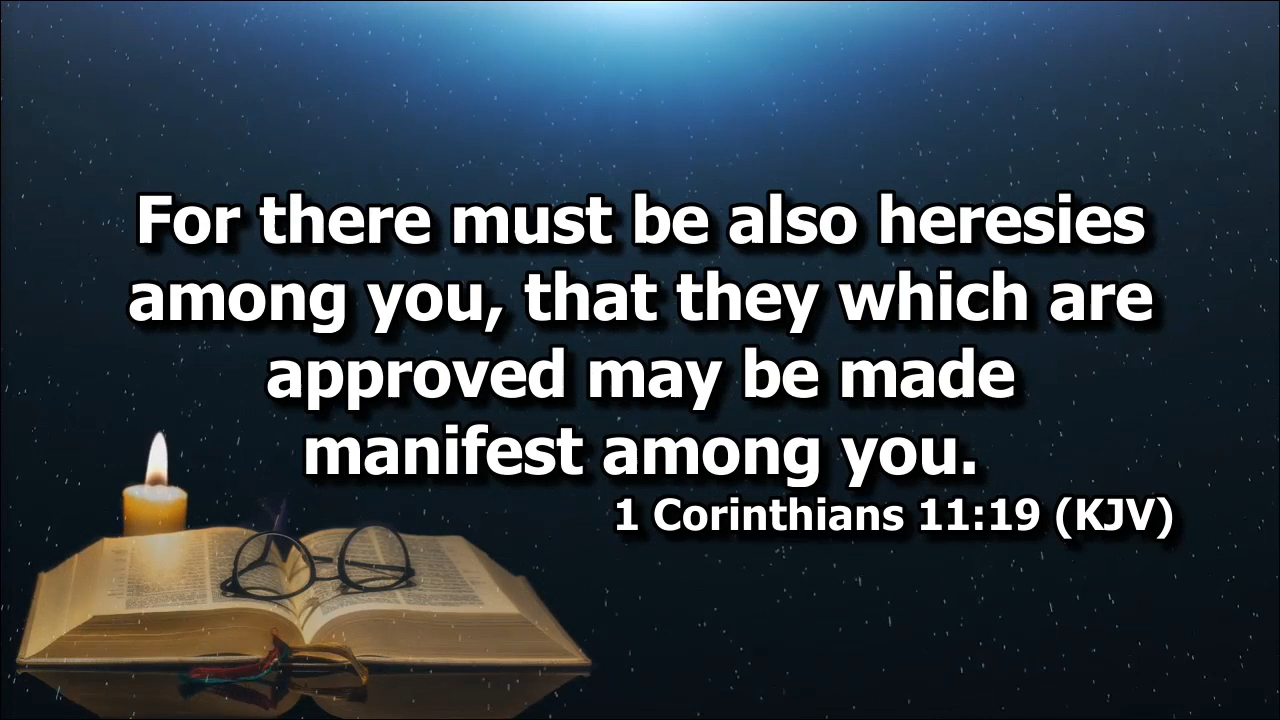 For there must be also heresies
among you, that they which are
approved may be made
manifest among you.
1 Corinthians 11:19 (KJV)